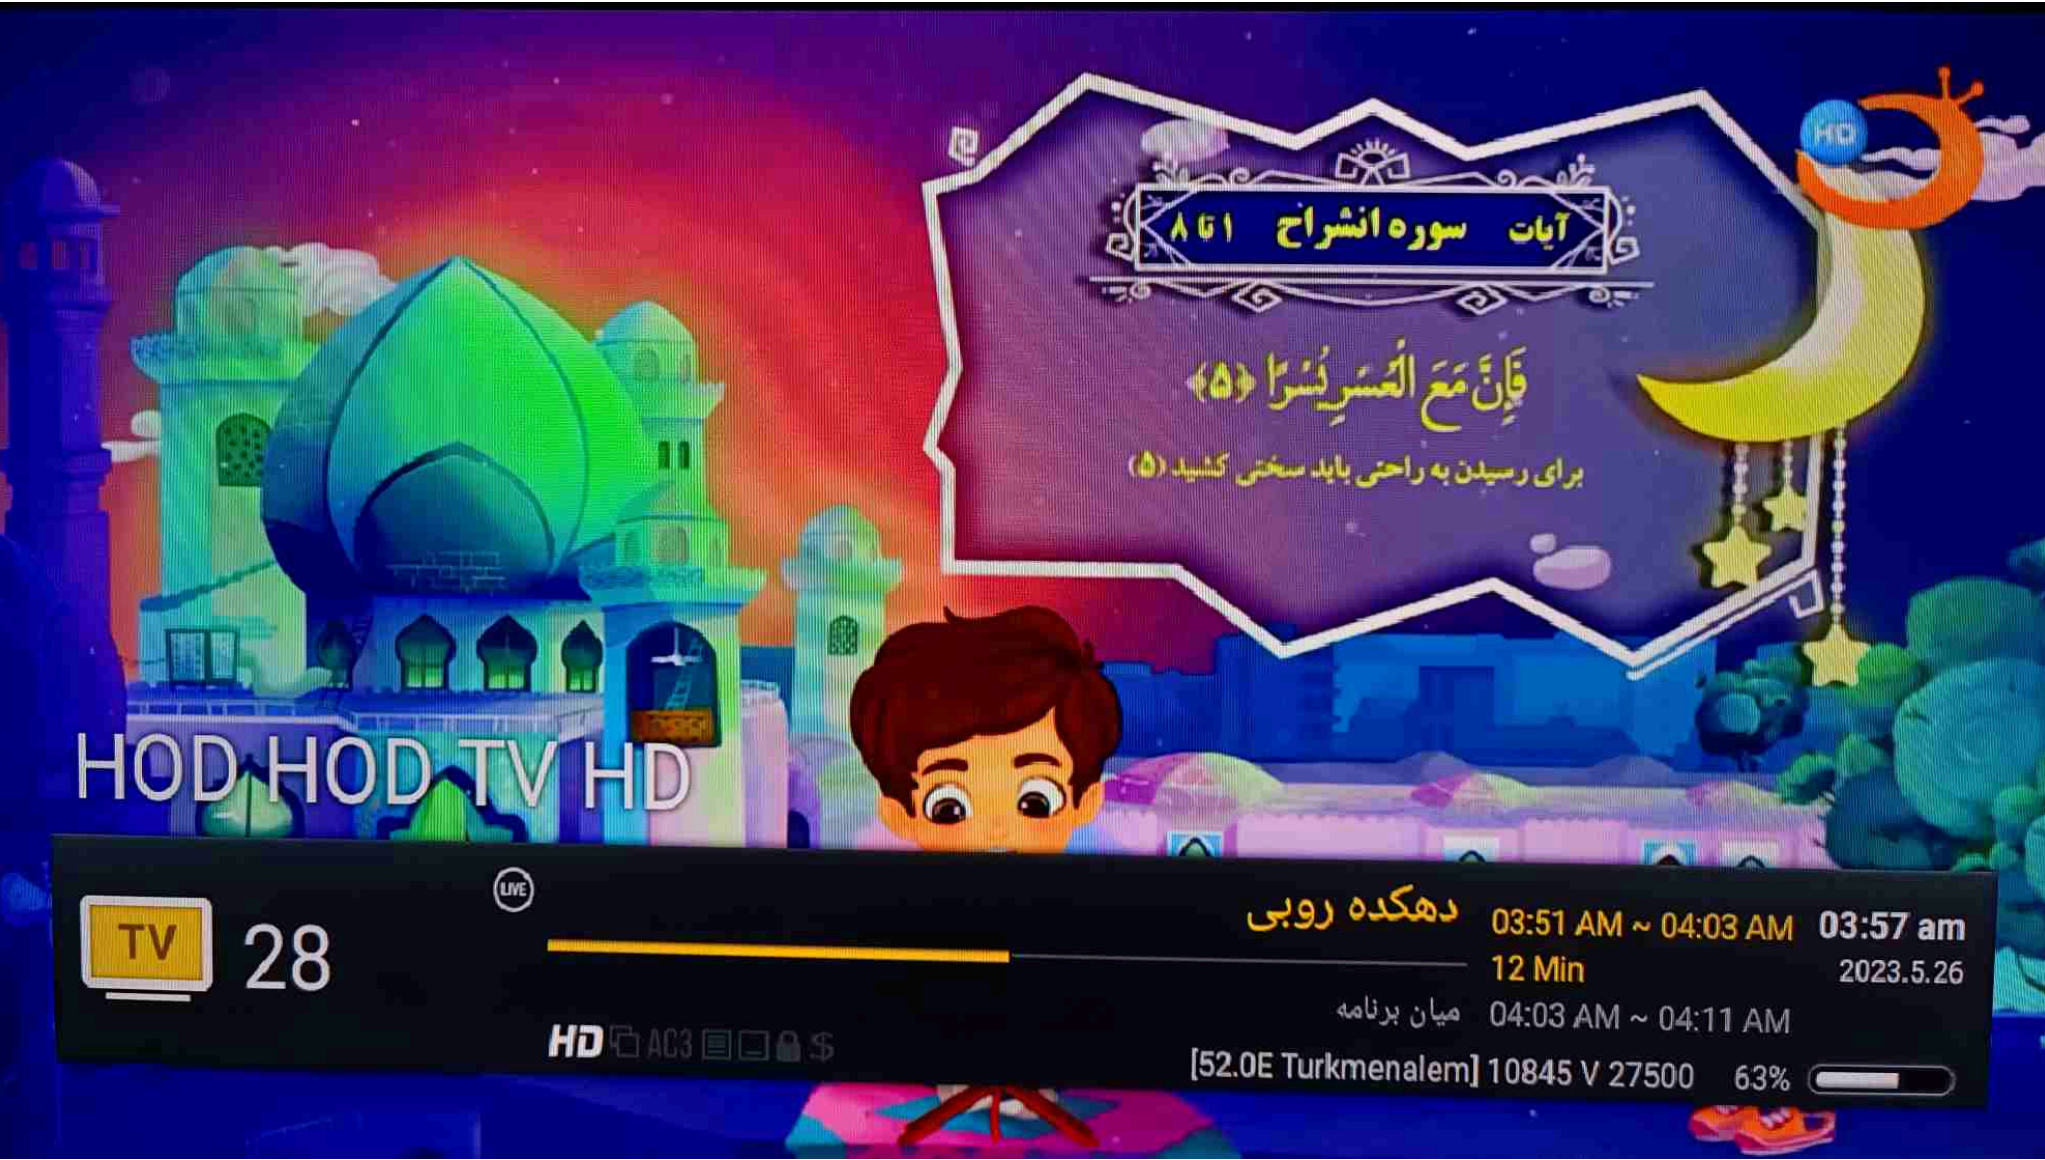 HD
آیات سوره انشراح ۱ تا ۸
فَإِنَّ مَعَ الْعُسْرِ يُسْرًا ﴿۵﴾
برای رسیدن به راحتی باید سختی کشید (۵)
HOD HOD TV HD
TV 28
LIVE
دهکده روبی 03:51 AM ~ 04:03 AM 03:57 am
12 Min 2023.5.26
میان برنامه 04:03 AM ~ 04:11 AM
HD AC3 $
[52.0E Turkmenalem] 10845 V 27500 63%